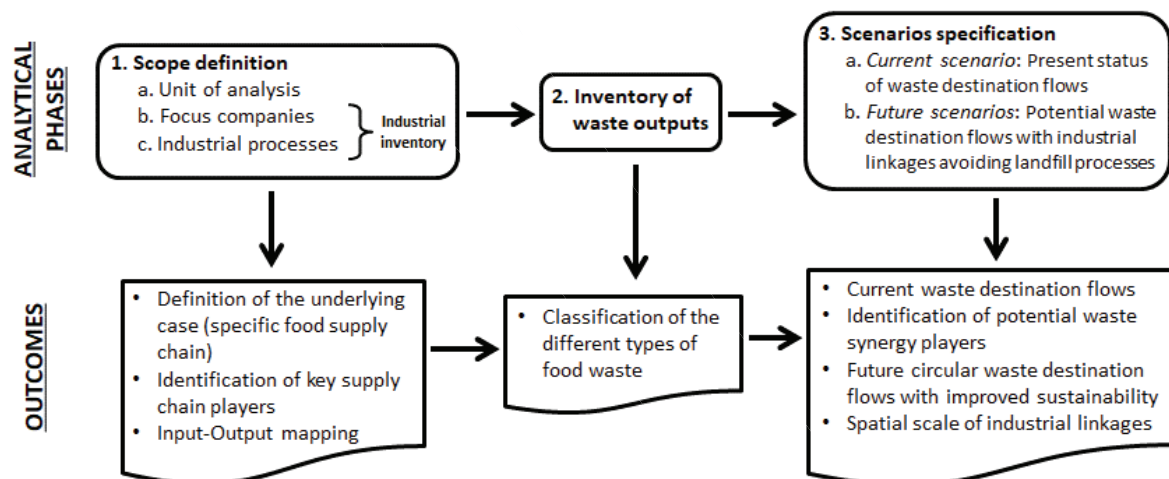 ANALYTICAL
PHASES
1. Scope definition
a. Unit of analysis
b. Focus companies
c. Industrial processes
Industrial
inventory
2. Inventory of
waste outputs
3. Scenarios specification
a. Current scenario: Present
status of waste destination
flows
b. Future scenarios: Potential waste
destination flows with industrial
linkages avoiding landfill processes
OUTCOMES
• Definition of the underlying
case (specific food supply
chain)
• Identification of key supply
chain players
• Input-Output mapping
• Classification of the
different types of
food waste
• Current waste destination flows
• Identification of potential waste
synergy players
• Future circular waste destination
flows with improved sustainability
• Spatial scale of industrial linkages